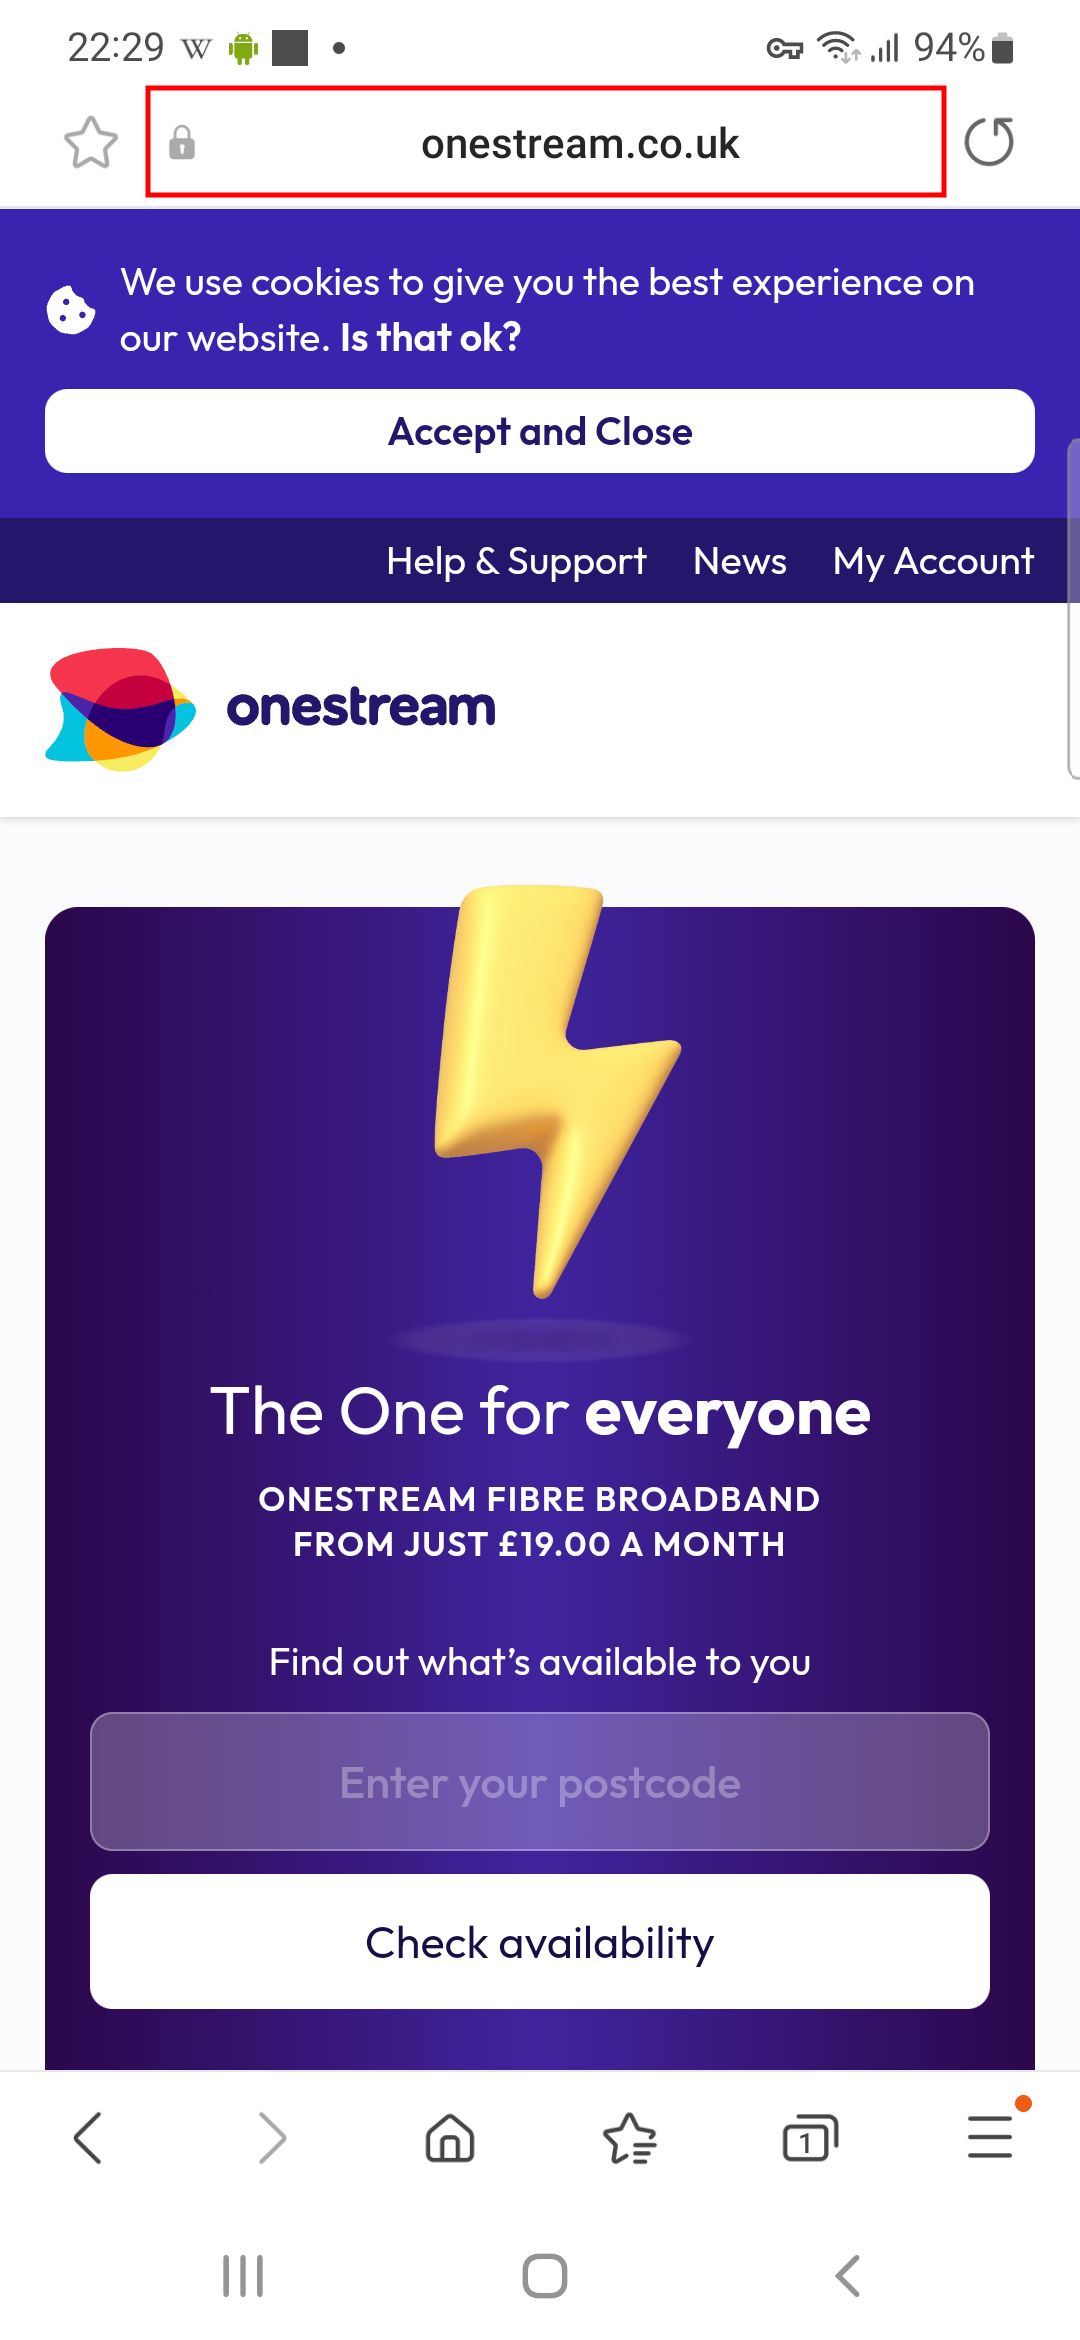 22:29 W 94%
onestream.co.uk
We use cookies to give you the best experience on
our website. Is that ok?
Accept and Close
Help & Support News My Account
onestream
The One for everyone
ONESTREAM FIBRE BROADBAND
FROM JUST £19.00 A MONTH
Find out what's available to you
Enter your postcode
Check availability
1